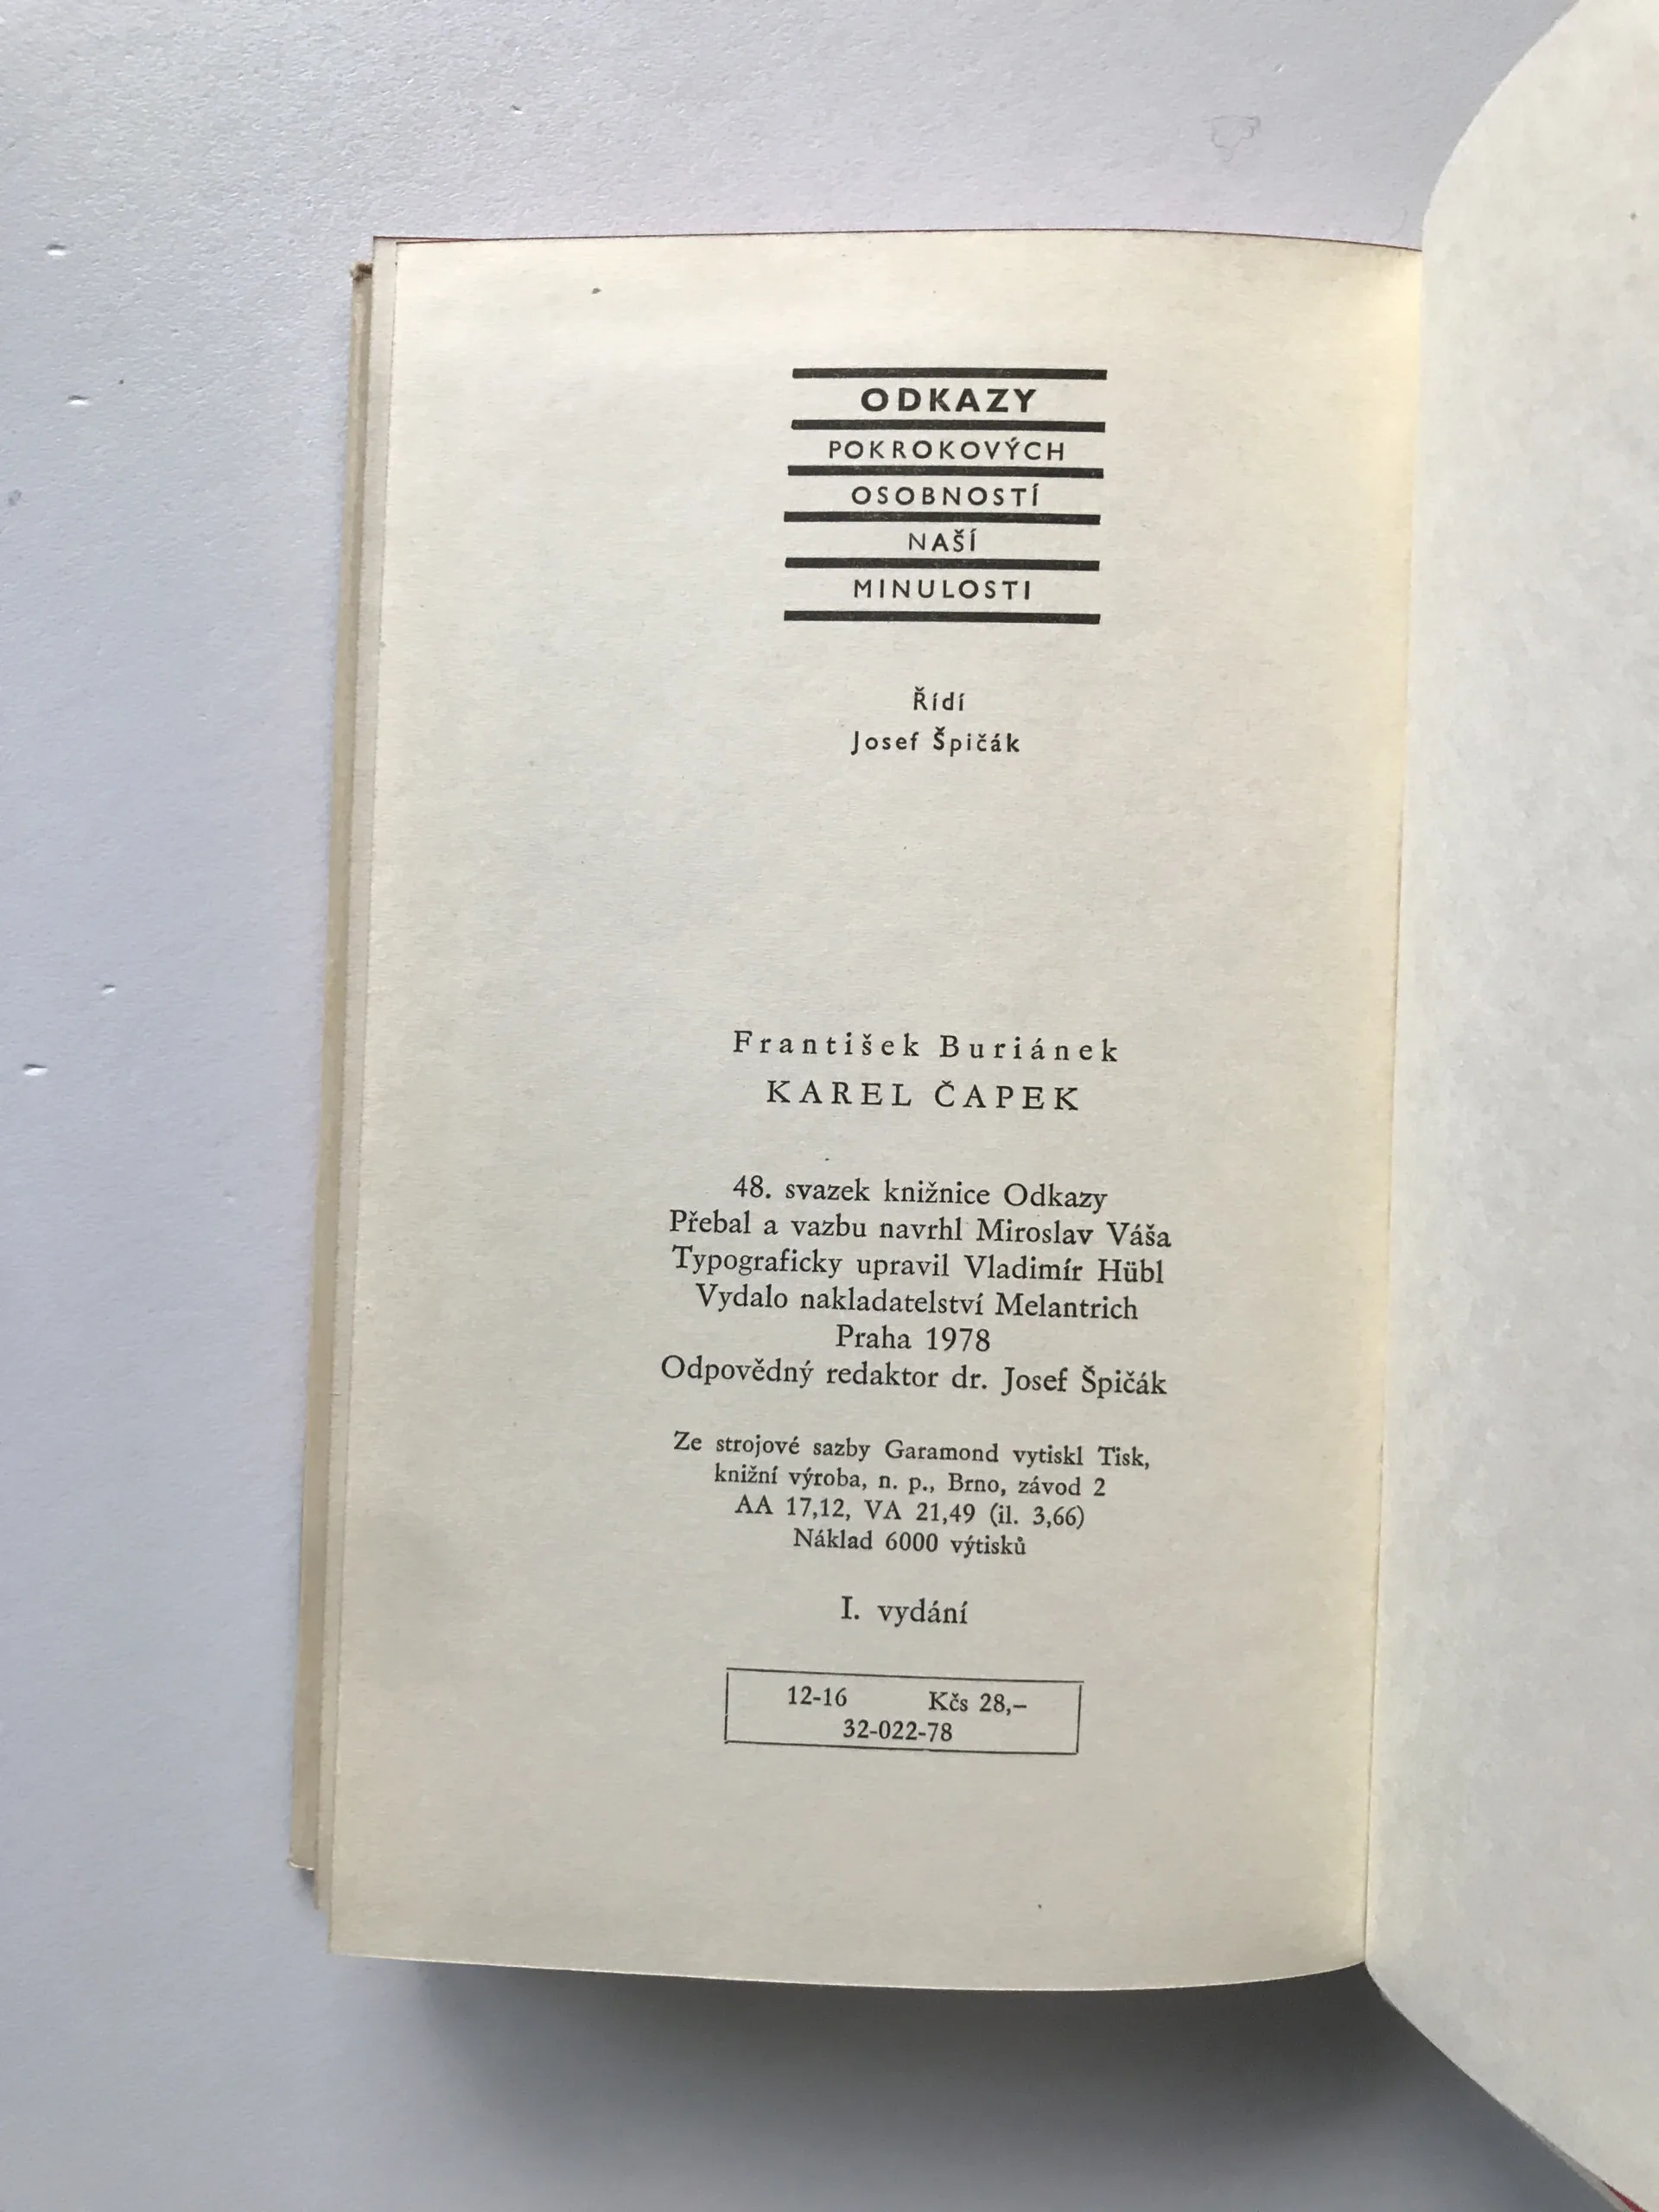 ODKAZY
POKROKOVÝCH
OSOBNOSTÍ
NAŠÍ
MINULOSTI
Řídí
Josef Špičák
František Buriánek
KAREL ČAPEK
48. svazek knižnice Odkazy
Přebal a vazbu navrhl Miroslav Váša
Typograficky upravil Vladimír Hübl
Vydalo nakladatelství Melantrich
Praha 1978
Odpovědný redaktor dr. Josef Špičák
Ze strojové sazby Garamond vytiskl Tisk,
knižní výroba, n. p., Brno, závod 2
AA 17,12, VA 21,49 (il. 3,66)
Náklad 6000 výtisků
I. vydání
12-16 Kčs 28,–
32-022-78